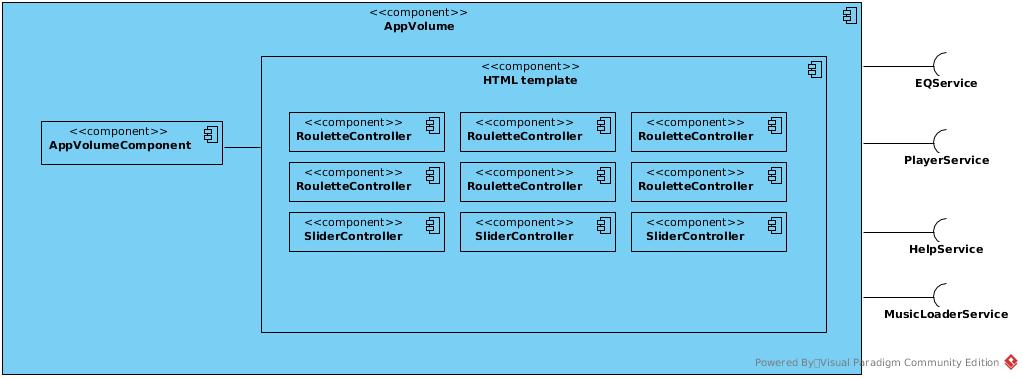 <<component>>
AppVolume
<<component>>
HTML template
EQService
<<component>>
RouletteController
<<component>>
RouletteController
<<component>>
RouletteController
<<component>>
AppVolumeComponent
PlayerService
<<component>>
RouletteController
<<component>>
RouletteController
<<component>>
RouletteController
<<component>>
SliderController
<<component>>
SliderController
<<component>>
SliderController
HelpService
MusicLoaderService
Powered By Visual Paradigm Community Edition